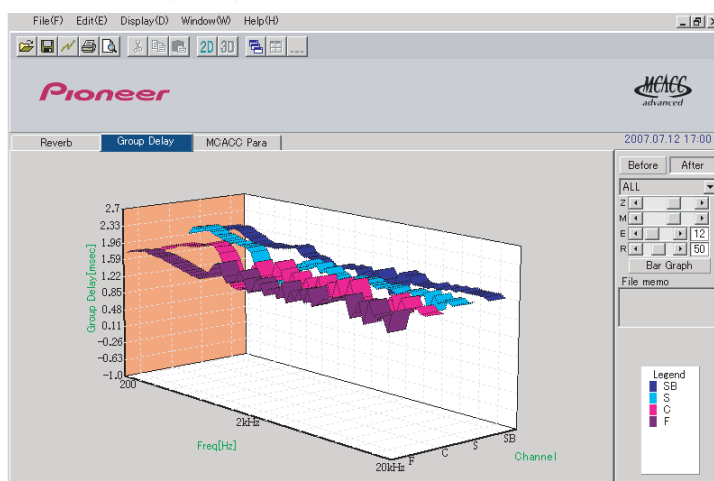 File(F) Edit(E) Display(D) Window(W) Help(H)
2D 3D ...
Pioneer
MCACC
advanced
Reverb Group Delay MCACC Para
2007.07.12 17:00
Before After
ALL
Z
M
E 12
R 50
Bar Graph
File memo
2.7
2.33
1.96
1.59
1.22
0.85
0.48
0.11
-0.26
-0.63
-1.0
Group Delay[msec]
200
2kHz
20kHz
Freq[Hz]
F
C
S
SB
Channel
Legend
SB
S
C
F